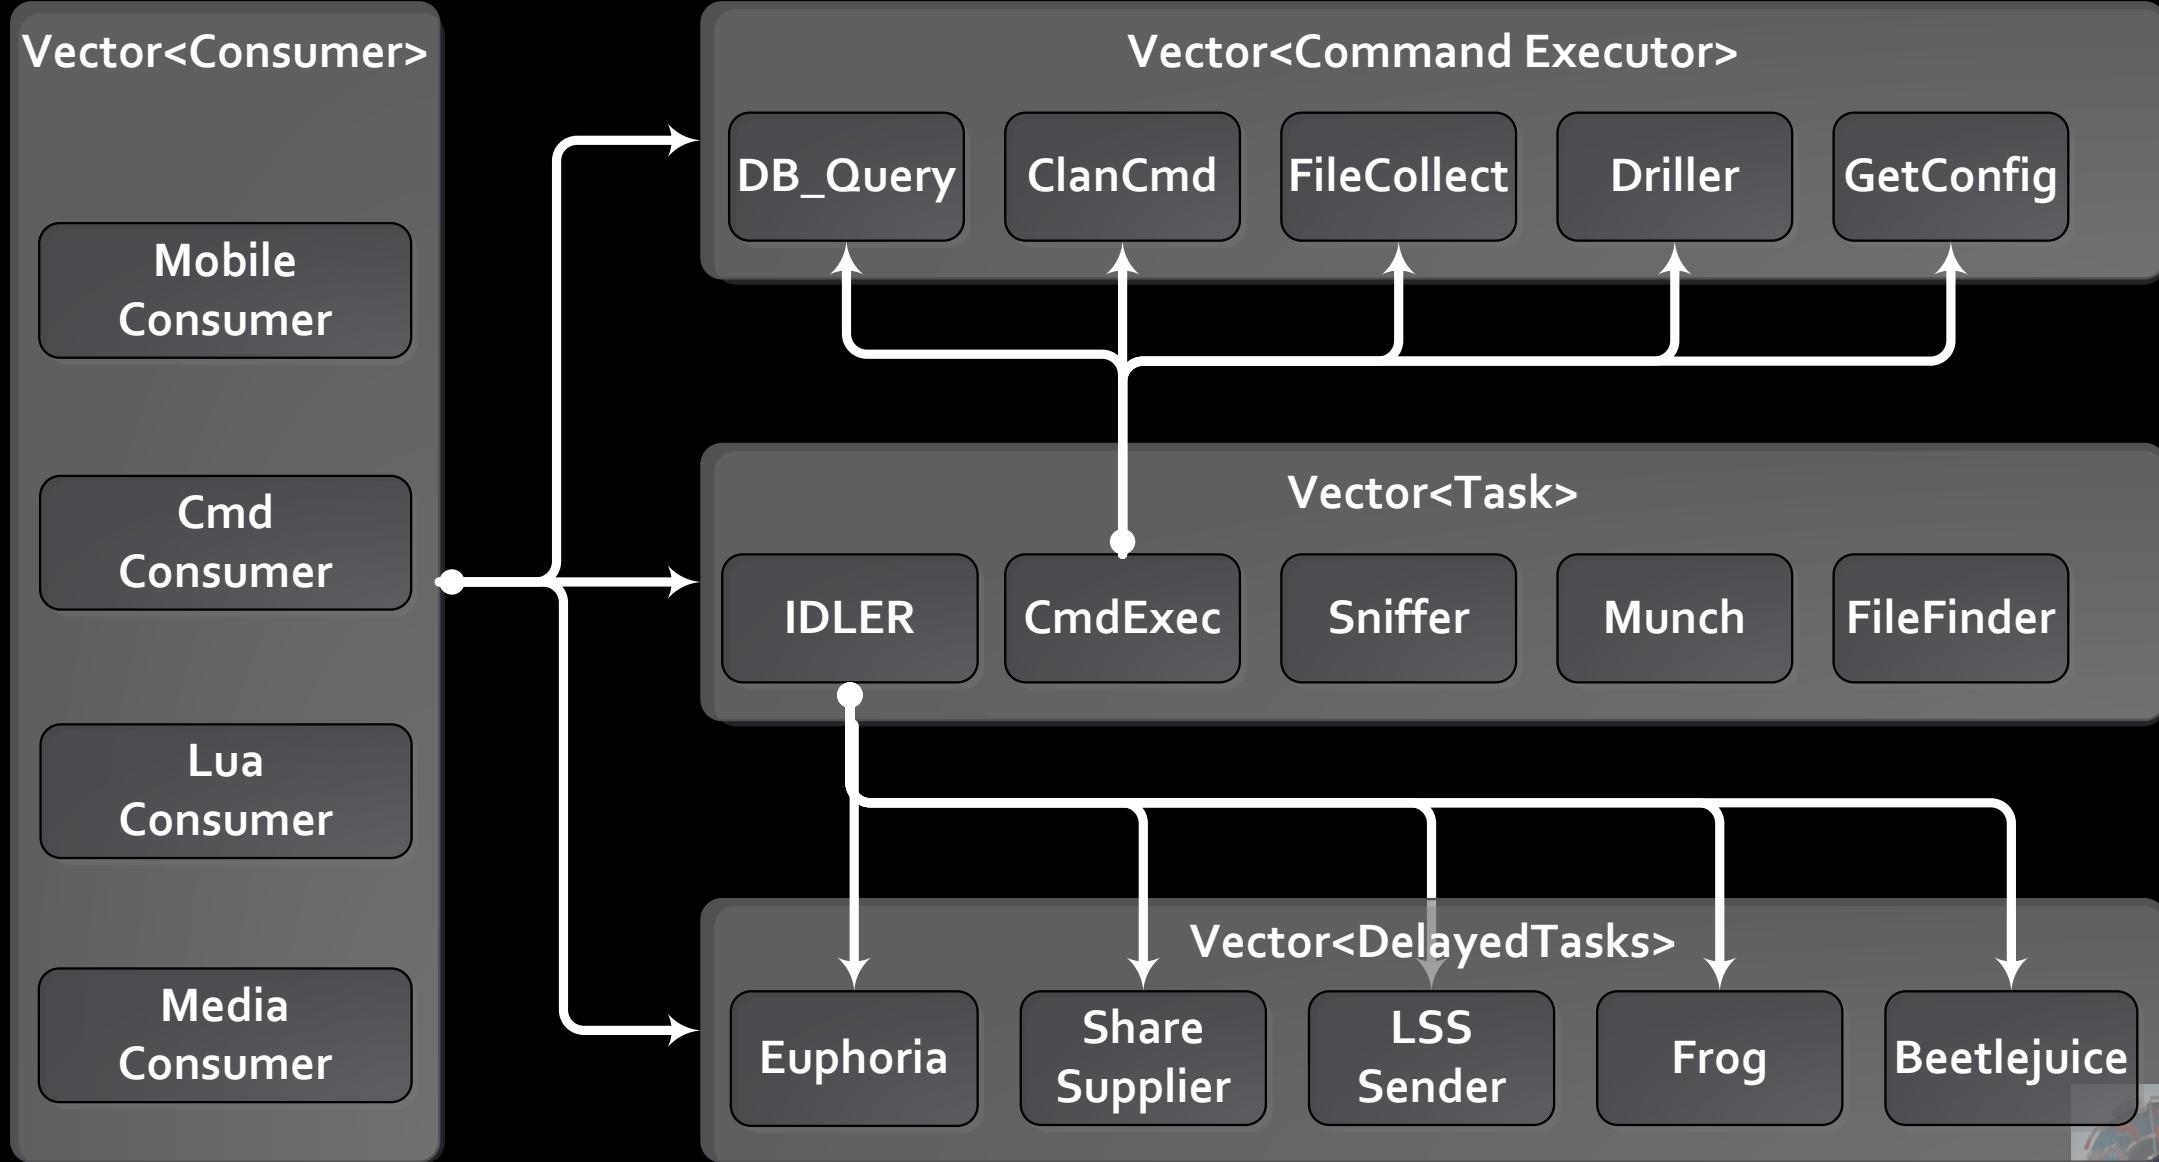 Vector<Consumer>
Mobile
Consumer
Cmd
Consumer
Lua
Consumer
Media
Consumer
Vector<Command Executor>
DB_Query
ClanCmd
FileCollect
Driller
GetConfig
Vector<Task>
IDLER
CmdExec
Sniffer
Munch
FileFinder
Vector<DelayedTasks>
Euphoria
Share
Supplier
LSS
Sender
Frog
Beetlejuice